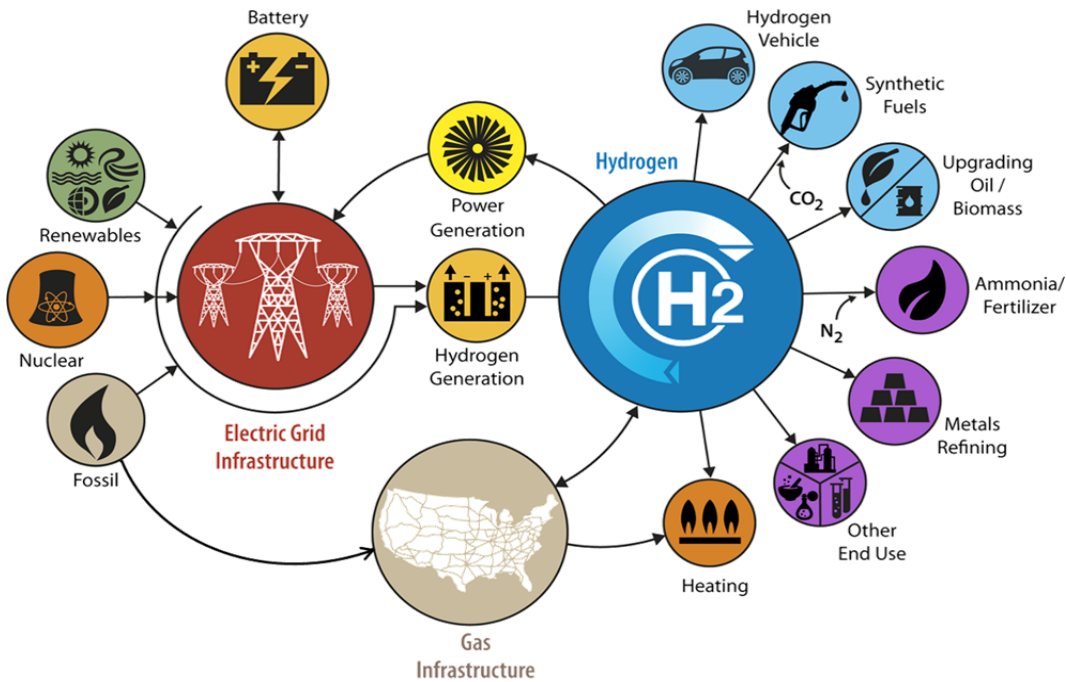 Battery
Hydrogen
Vehicle
Synthetic
Fuels
CO2
Upgrading
Oil /
Biomass
Renewables
Power
Generation
Hydrogen
H2
Ammonia/
Fertilizer
N2
Nuclear
Hydrogen
Generation
Metals
Refining
Fossil
Electric Grid
Infrastructure
Other
End Use
Heating
Gas
Infrastructure
+ -
- +